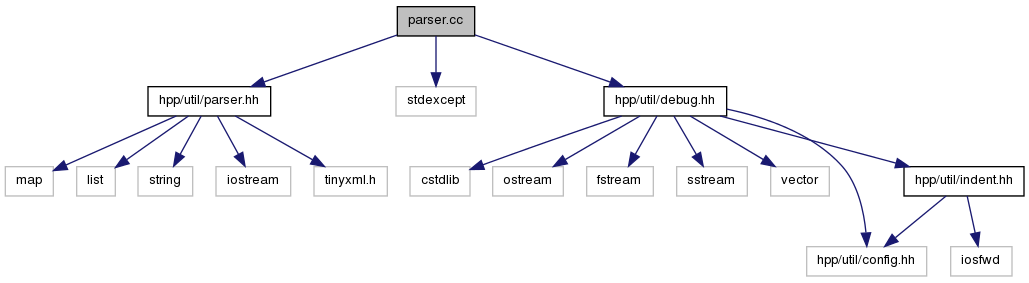 parser.cc
hpp/util/parser.hh
stdexcept
hpp/util/debug.hh
map
list
string
iostream
tinyxml.h
cstdlib
ostream
fstream
sstream
vector
hpp/util/indent.hh
hpp/util/config.hh
iosfwd